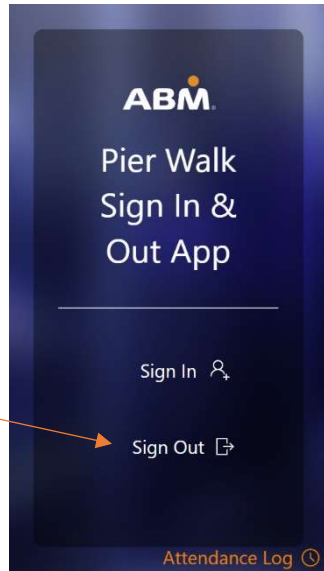 ABM.
Pier Walk
Sign In &
Out App
Sign In
Sign Out
Attendance Log